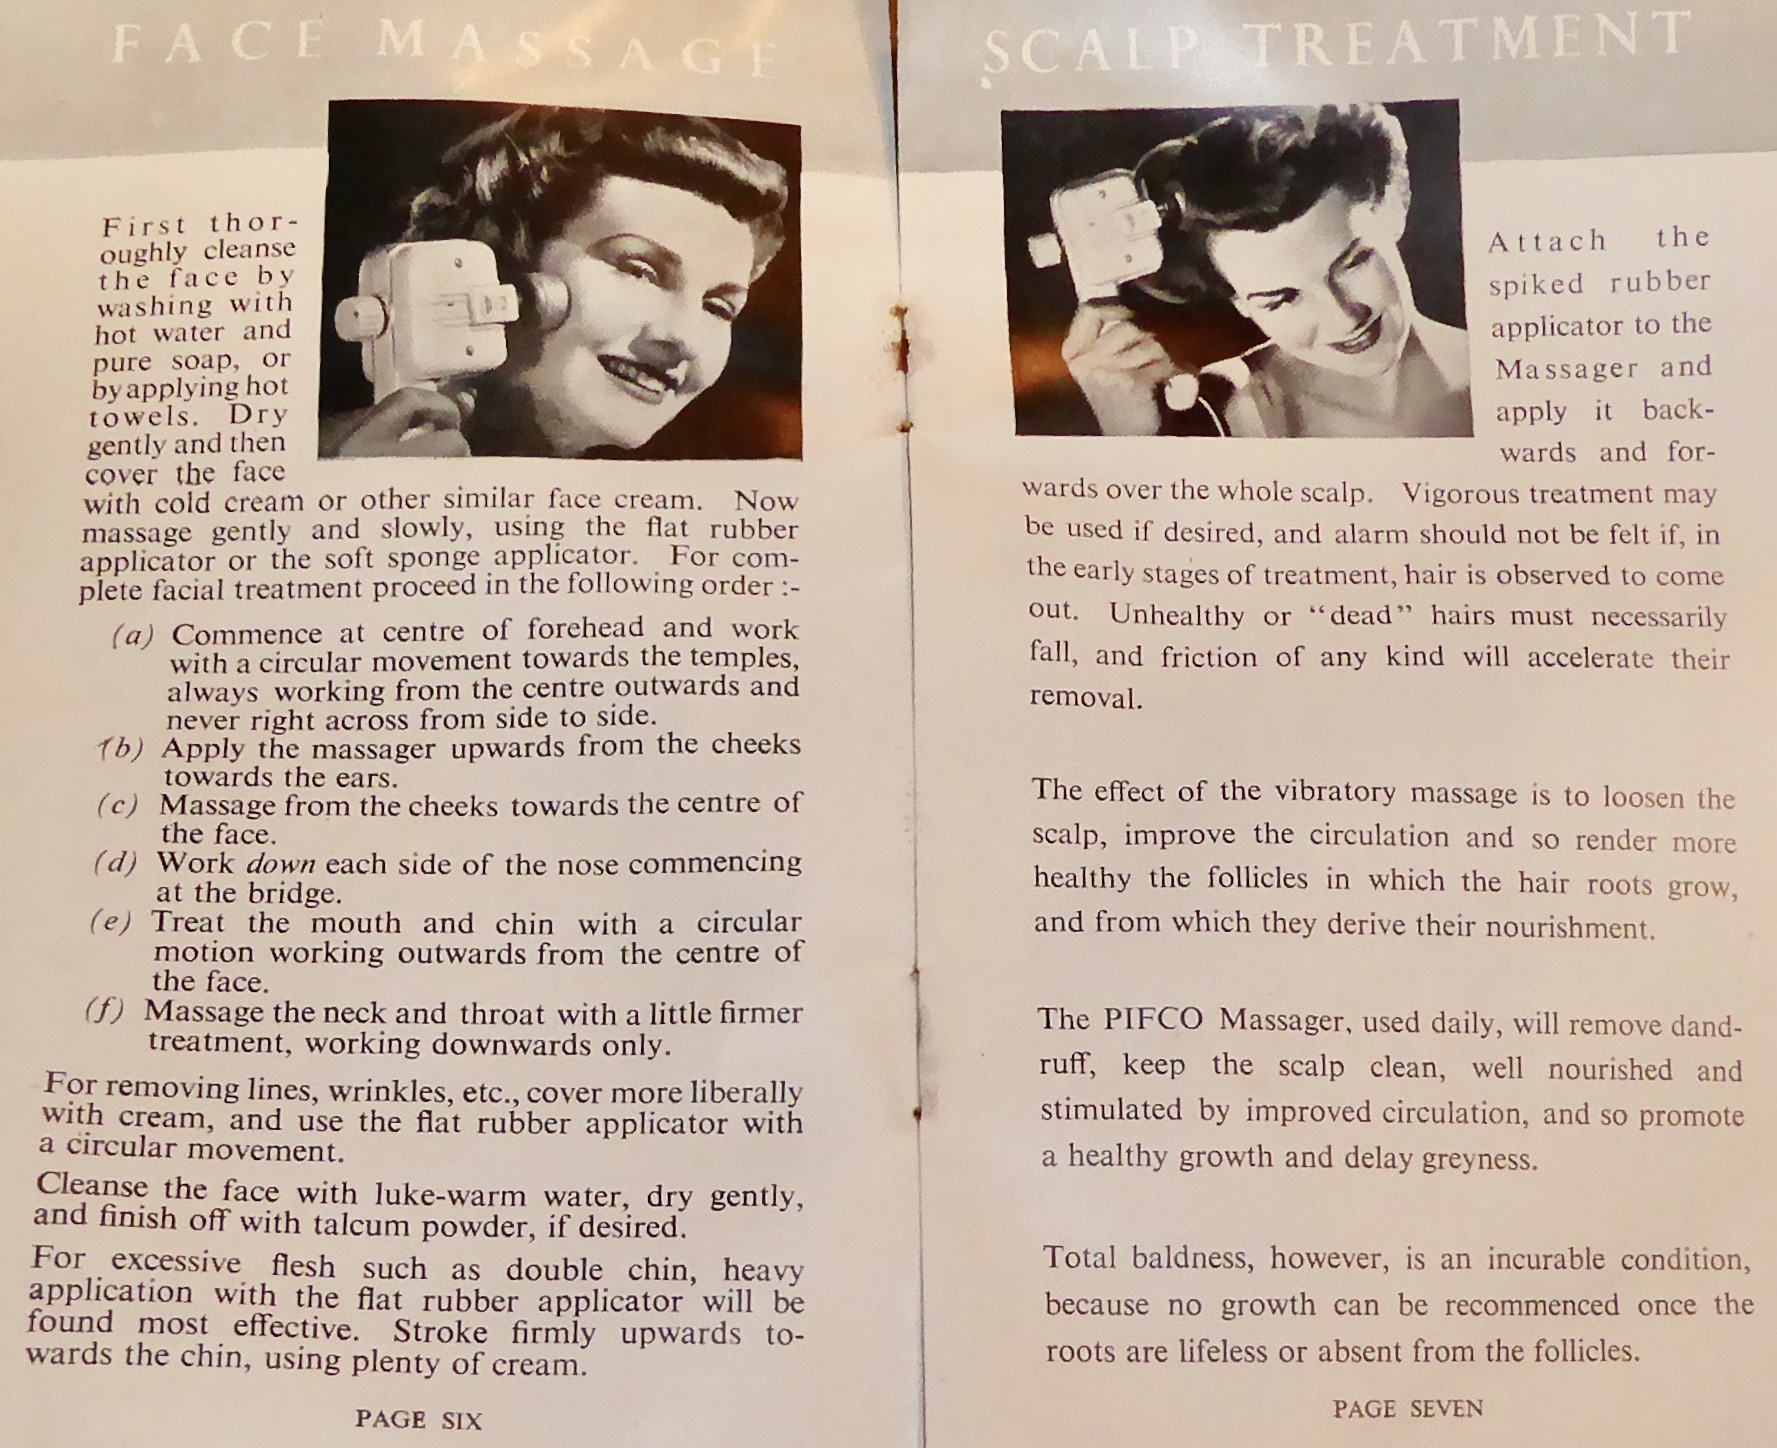 FACE MASSAGE
First thor-
oughly cleanse
the face by
washing with
hot water and
pure soap, or
by applying hot
towels. Dry
gently and then
cover the face
with cold cream or other similar face cream. Now
massage gently and slowly, using the flat rubber
applicator or the soft sponge applicator. For com-
plete facial treatment proceed in the following order :-
(a) Commence at centre of forehead and work
with a circular movement towards the temples,
always working from the centre outwards and
never right across from side to side.
(b) Apply the massager upwards from the cheeks
towards the ears.
(c) Massage from the cheeks towards the centre of
the face.
(d) Work down each side of the nose commencing
at the bridge.
(e) Treat the mouth and chin with a circular
motion working outwards from the centre of
the face.
(f) Massage the neck and throat with a little firmer
treatment, working downwards only.
For removing lines, wrinkles, etc., cover more liberally
with cream, and use the flat rubber applicator with
a circular movement.
Cleanse the face with luke-warm water, dry gently,
and finish off with talcum powder, if desired.
For excessive flesh such as double chin, heavy
application with the flat rubber applicator will be
found most effective. Stroke firmly upwards to-
wards the chin, using plenty of cream.
PAGE SIX
SCALP TREATMENT
Attach the
spiked rubber
applicator to the
Massager and
apply it back-
wards and for-
wards over the whole scalp. Vigorous treatment may
be used if desired, and alarm should not be felt if, in
the early stages of treatment, hair is observed to come
out. Unhealthy or “dead” hairs must necessarily
fall, and friction of any kind will accelerate their
removal.
The effect of the vibratory massage is to loosen the
scalp, improve the circulation and so render more
healthy the follicles in which the hair roots grow,
and from which they derive their nourishment.
The PIFCO Massager, used daily, will remove dand-
ruff, keep the scalp clean, well nourished and
stimulated by improved circulation, and so promote
a healthy growth and delay greyness.
Total baldness, however, is an incurable condition,
because no growth can be recommenced once the
roots are lifeless or absent from the follicles.
PAGE SEVEN